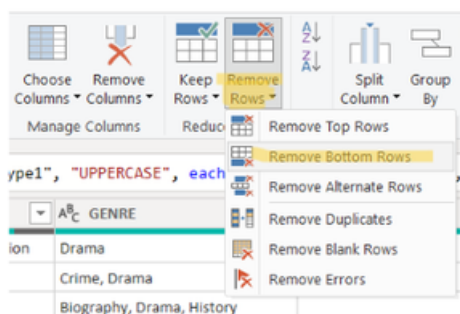 Choose Remove Keep Remove Split Group
Columns Columns Rows Rows Column By
Manage Columns Reduc
Remove Top Rows
ype1", "UPPERCASE", each Remove Bottom Rows
Remove Alternate Rows
ABC GENRE
Remove Duplicates
ion Drama
Remove Blank Rows
Crime, Drama Remove Errors
Biography, Drama, History